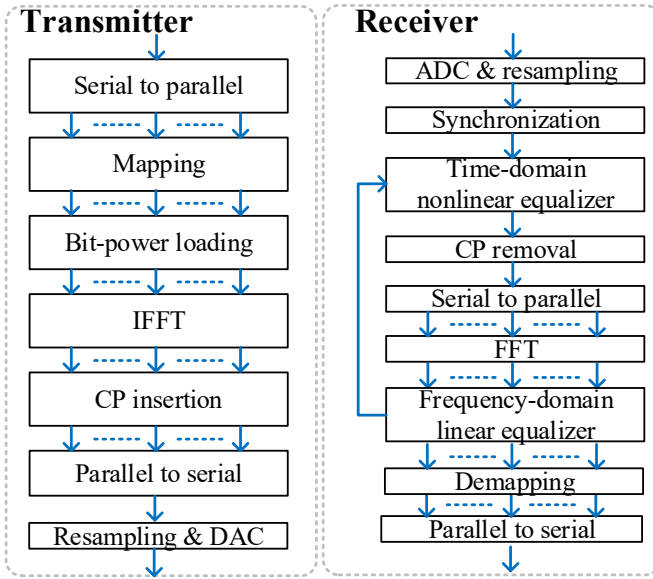 Transmitter
Serial to parallel
Mapping
Bit-power loading
IFFT
CP insertion
Parallel to serial
Resampling & DAC
Receiver
ADC & resampling
Synchronization
Time-domain
nonlinear equalizer
CP removal
Serial to parallel
FFT
Frequency-domain
linear equalizer
Demapping
Parallel to serial